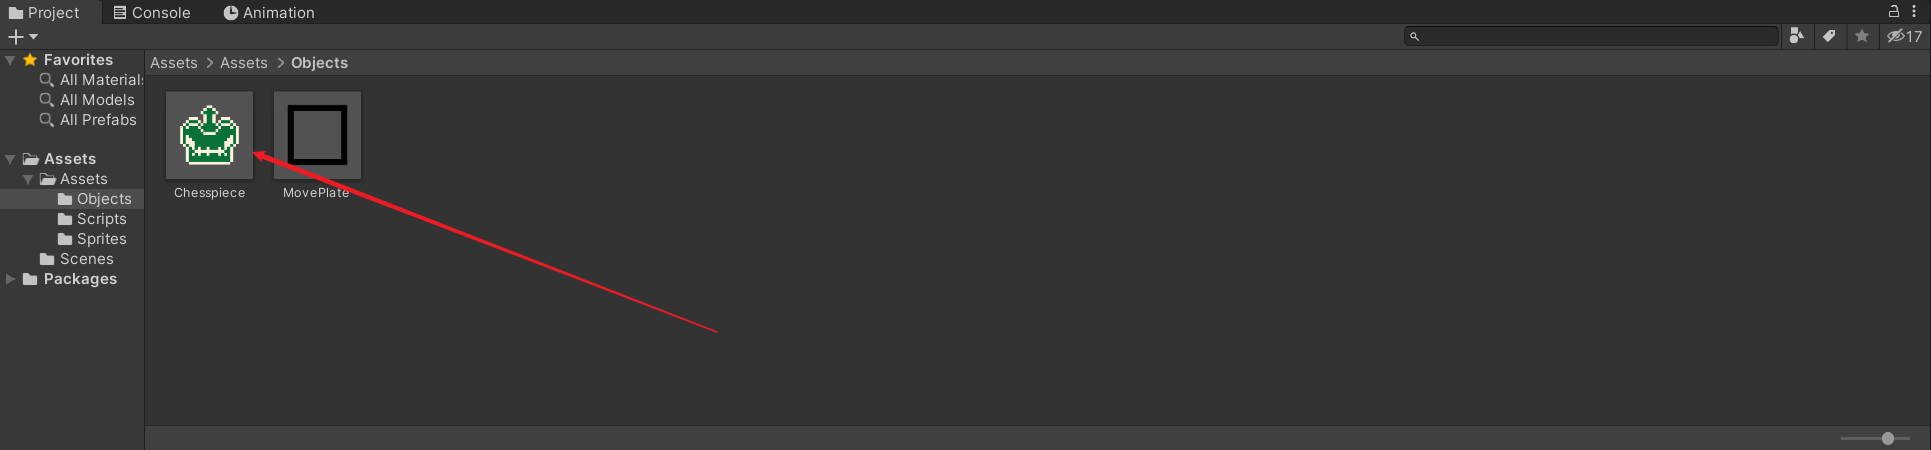 Project
Console
Animation
17
Favorites
All Materials
All Models
All Prefabs
Assets
Assets
Objects
Scripts
Sprites
Scenes
Packages
Assets > Assets > Objects
Chesspiece
MovePlate